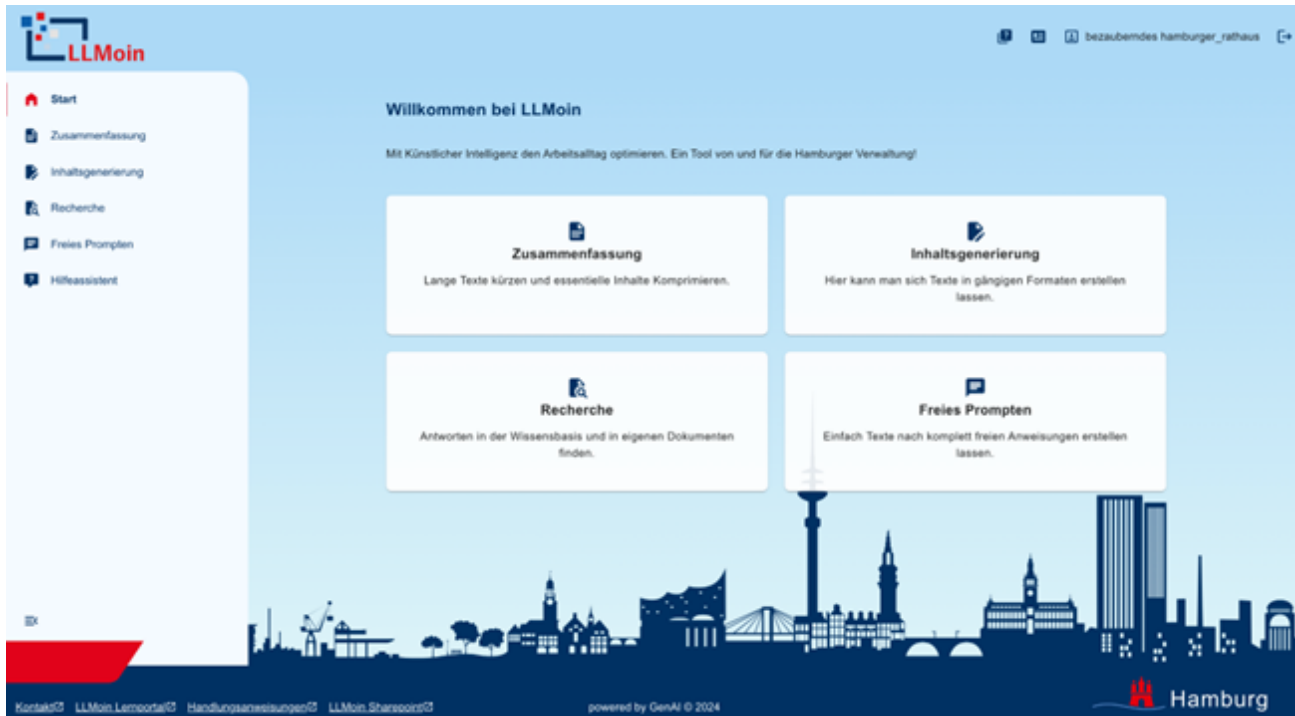 LLMoin
bezauberndes hamburger_rathaus
Start
Zusammenfassung
Inhaltsgenerierung
Recherche
Freies Prompten
Hilfeassistent
Willkommen bei LLMoin
Mit Künstlicher Intelligenz den Arbeitsalltag optimieren. Ein Tool von und für die Hamburger Verwaltung!
Zusammenfassung
Lange Texte kürzen und essentielle Inhalte Komprimieren.
Inhaltsgenerierung
Hier kann man sich Texte in gängigen Formaten erstellen
lassen.
Recherche
Antworten in der Wissensbasis und in eigenen Dokumenten
finden.
Freies Prompten
Einfach Texte nach komplett freien Anweisungen erstellen
lassen.
Kontakt LLMoin Lernportal Handlungsanweisungen LLMoin Sharepoint
powered by GenAI © 2024
Hamburg